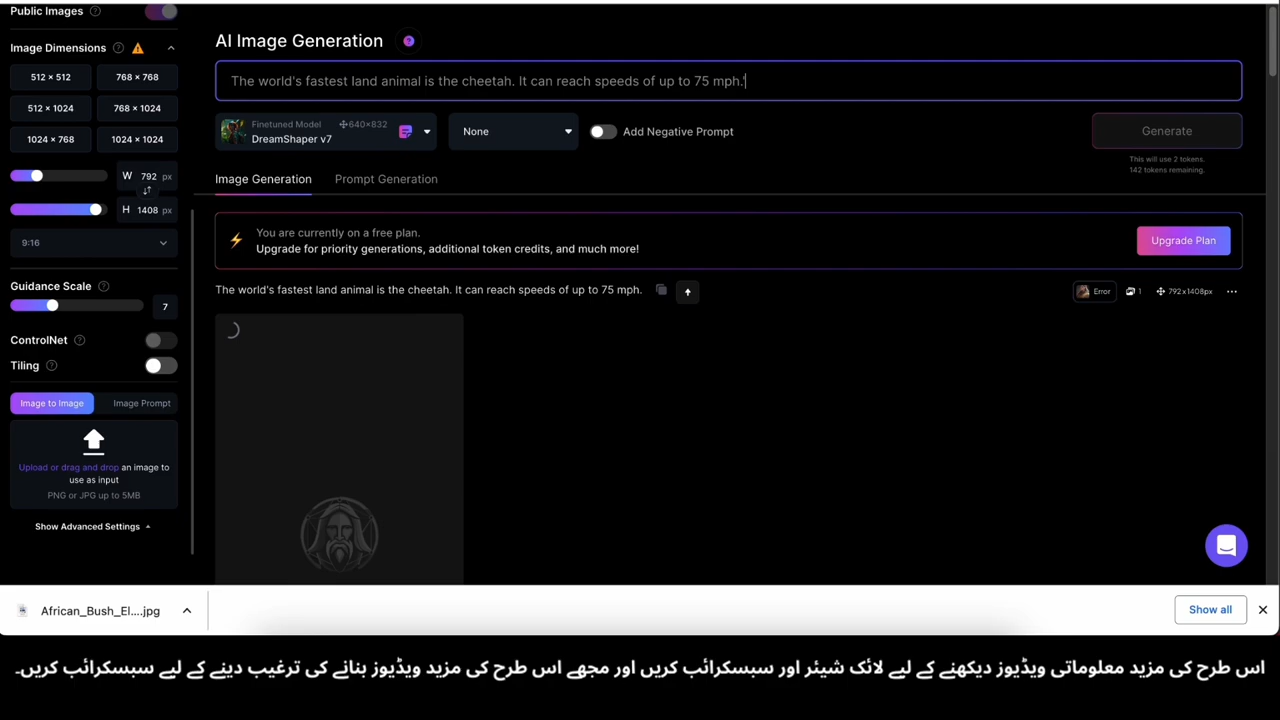 Public Images
Image Dimensions
512 × 512
768 × 768
512 × 1024
768 × 1024
1024 × 768
1024 × 1024
W 792 px
H 1408 px
9:16
Guidance Scale
7
ControlNet
Tiling
Image to Image
Image Prompt
Upload or drag and drop an image to
use as input
PNG or JPG up to 5MB
Show Advanced Settings
AI Image Generation
The world's fastest land animal is the cheetah. It can reach speeds of up to 75 mph.'
Finetuned Model 640×832
DreamShaper v7
None
Add Negative Prompt
Generate
This will use 2 tokens.
142 tokens remaining.
Image Generation
Prompt Generation
You are currently on a free plan.
Upgrade for priority generations, additional token credits, and much more!
Upgrade Plan
The world's fastest land animal is the cheetah. It can reach speeds of up to 75 mph.
Error
1
792x1408px
African_Bush_El....jpg
Show all
اس طرح کی مزید معلوماتی ویڈیوز دیکھنے کے لیے لائک شیئر اور سبسکرائب کریں اور مجھے اس طرح کی مزید ویڈیوز بنانے کی ترغیب دینے کے لیے سبسکرائب کریں۔